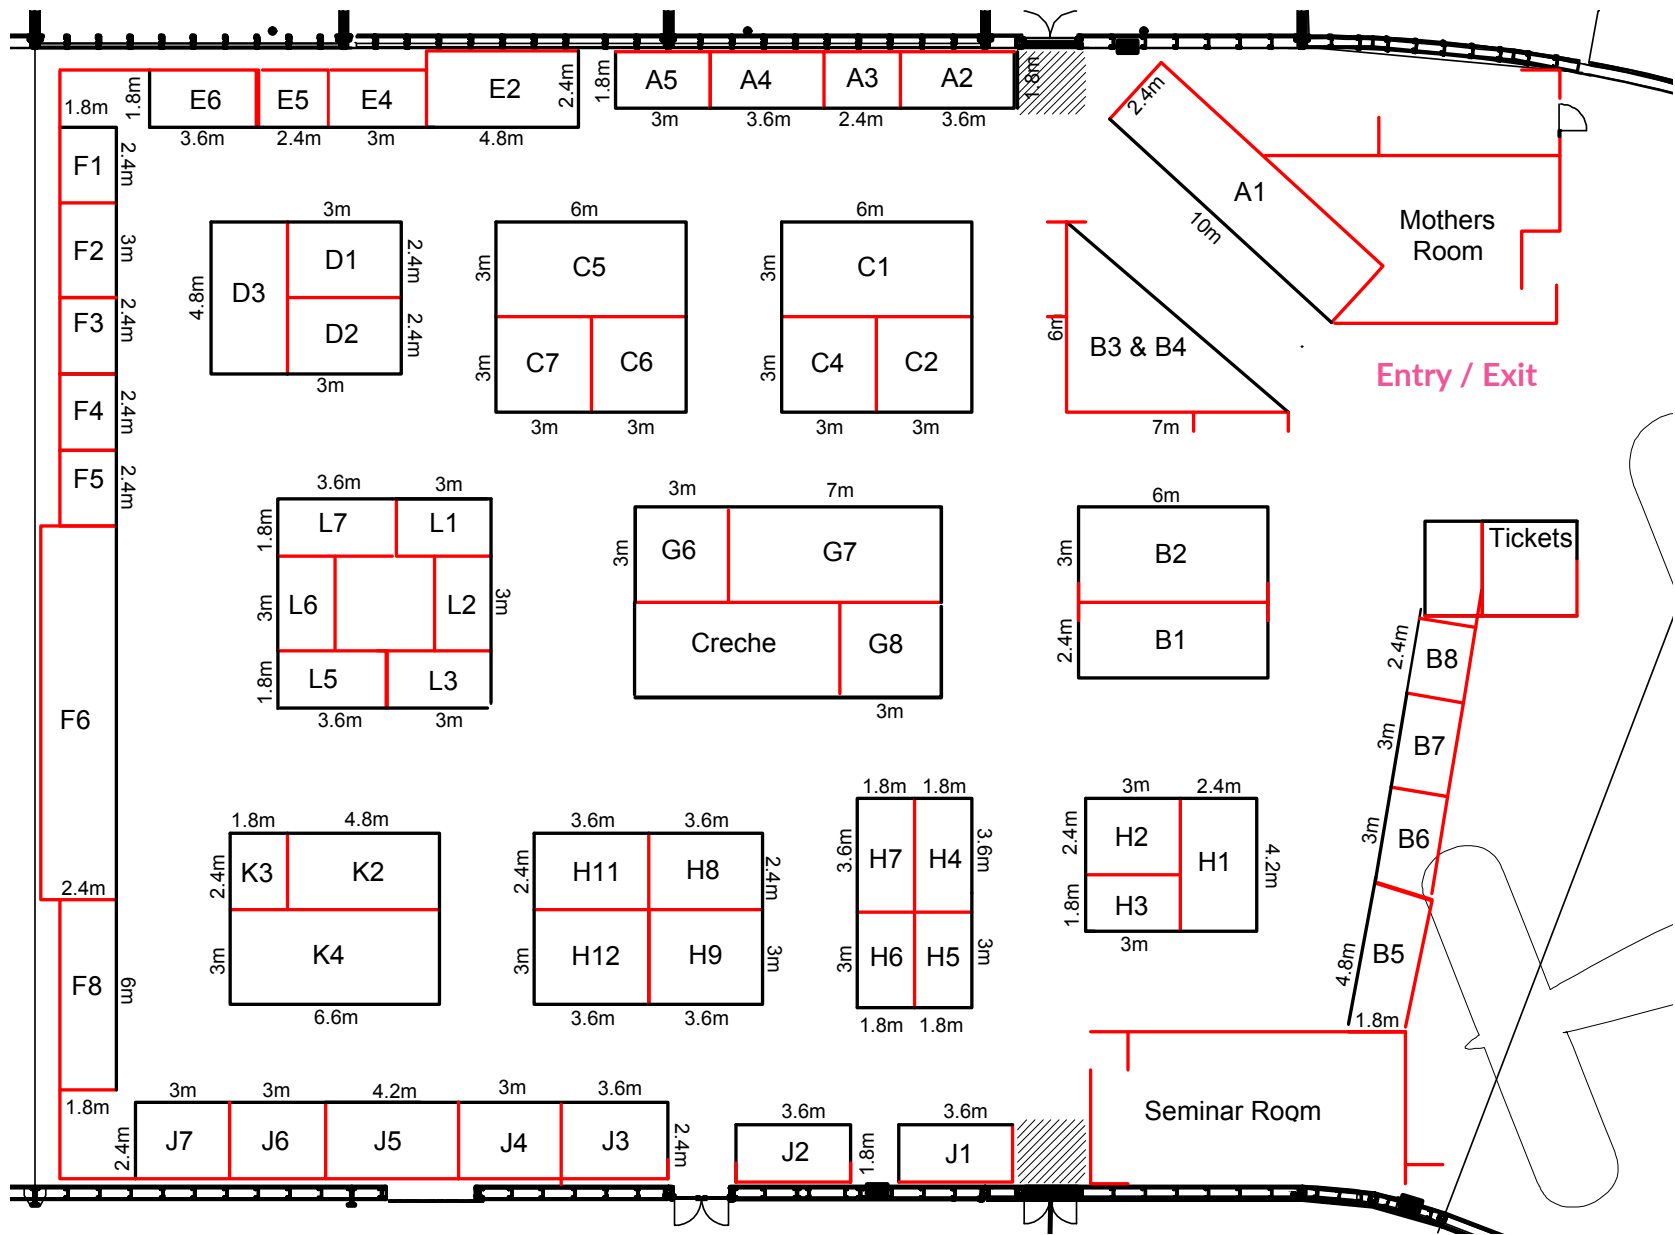 E6
E5
E4
E2
A5
A4
A3
A2
1.8m
1.8m
2.4m
1.8m
1.8m
2.4m
3.6m
2.4m
3m
4.8m
3m
3.6m
2.4m
3.6m
F1
2.4m
F2
3m
F3
2.4m
F4
2.4m
F5
2.4m
F6
2.4m
F8
6m
1.8m
3m
D3
D1
D2
4.8m
2.4m
2.4m
3m
6m
C5
C7
C6
3m
3m
3m
3m
6m
C1
C4
C2
3m
3m
3m
3m
A1
10m
Mothers
Room
B3 & B4
6m
7m
Entry / Exit
3.6m
3m
L7
L1
L6
L2
L5
L3
1.8m
3m
1.8m
3m
3.6m
3m
3m
7m
G6
G7
3m
Creche
G8
3m
6m
B2
B1
3m
2.4m
Tickets
B8
B7
B6
B5
2.4m
3m
3m
4.8m
1.8m
1.8m
4.8m
K3
K2
K4
2.4m
3m
6.6m
3.6m
3.6m
H11
H8
H12
H9
2.4m
2.4m
3m
3m
3.6m
3.6m
1.8m
1.8m
H7
H4
H6
H5
3.6m
3.6m
3m
3m
1.8m
1.8m
3m
2.4m
H2
H1
H3
2.4m
1.8m
4.2m
3m
3m
3m
4.2m
3m
3.6m
J7
J6
J5
J4
J3
2.4m
2.4m
3.6m
J2
1.8m
3.6m
J1
Seminar Room